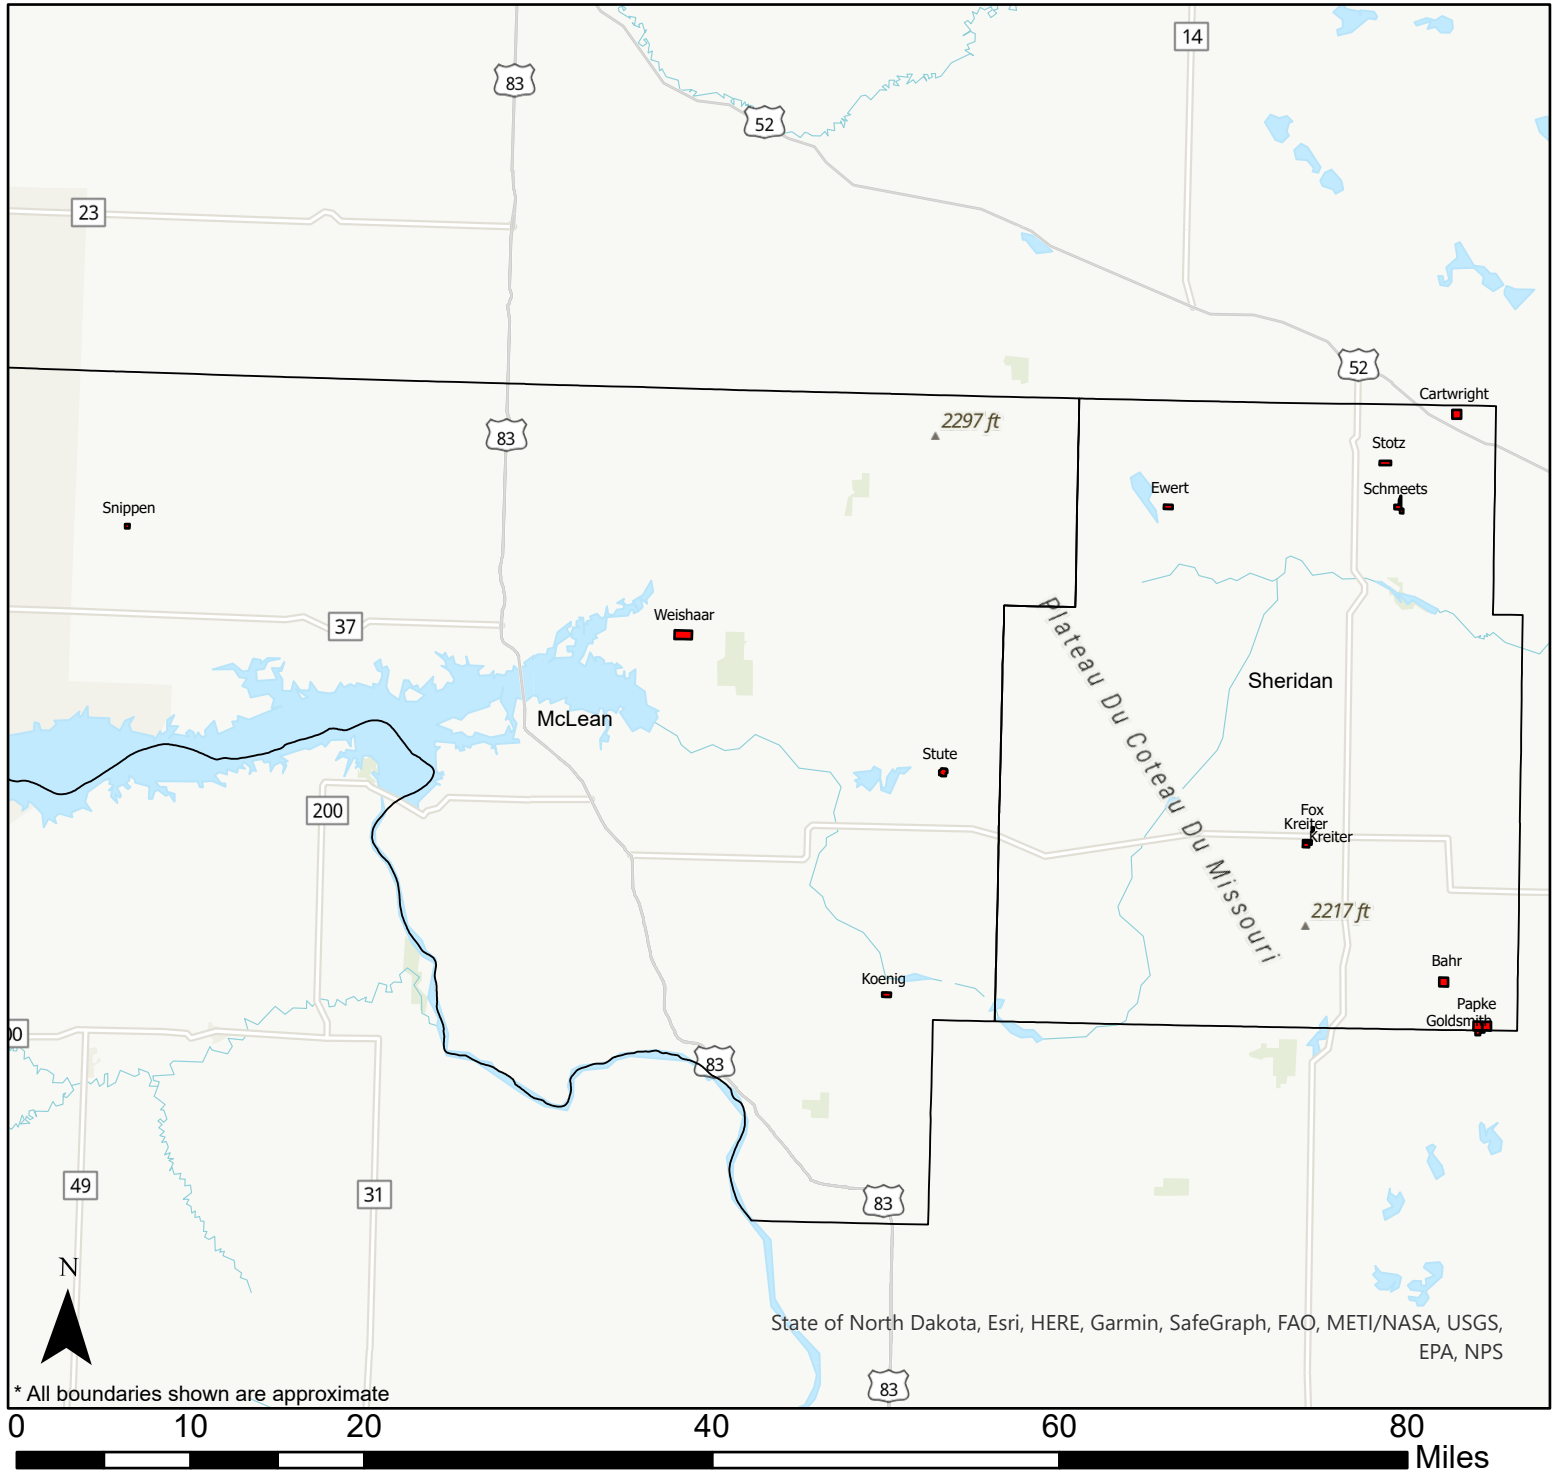 14
83
52
23
52
Cartwright
2297 ft
83
Stotz
Ewert
Schmeets
Snippen
Weishaar
37
Plateau Du Coteau Du Missouri
Sheridan
McLean
Stute
200
Fox
Kreiter
Kreiter
2217 ft
Bahr
Koenig
Papke
Goldsmith
00
83
49
31
83
N
State of North Dakota, Esri, HERE, Garmin, SafeGraph, FAO, METI/NASA, USGS,
EPA, NPS
83
* All boundaries shown are approximate
0 10 20 40 60 80
Miles